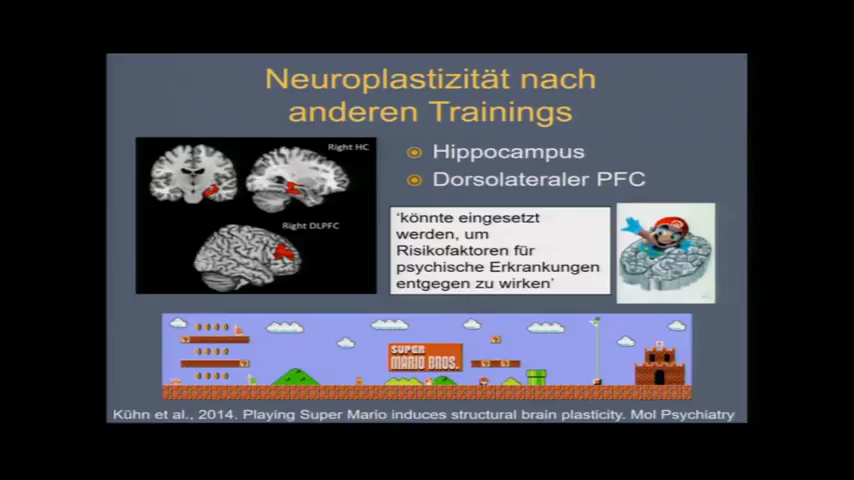 Neuroplastizität nach
anderen Trainings
Right HC
Right DLPFC
Hippocampus
Dorsolateraler PFC
‘könnte eingesetzt
werden, um
Risikofaktoren für
psychische Erkrankungen
entgegen zu wirken’
SUPER
MARIO BROS.
Kühn et al., 2014. Playing Super Mario induces structural brain plasticity. Mol Psychiatry